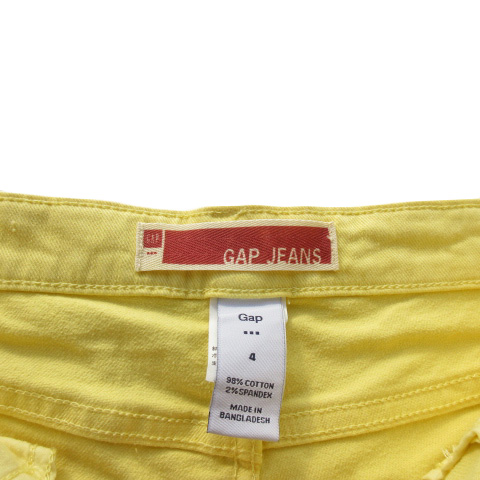 GAP
GAP JEANS
Gap
4
98% COTTON
2% SPANDEX
MADE IN
BANGLADESH